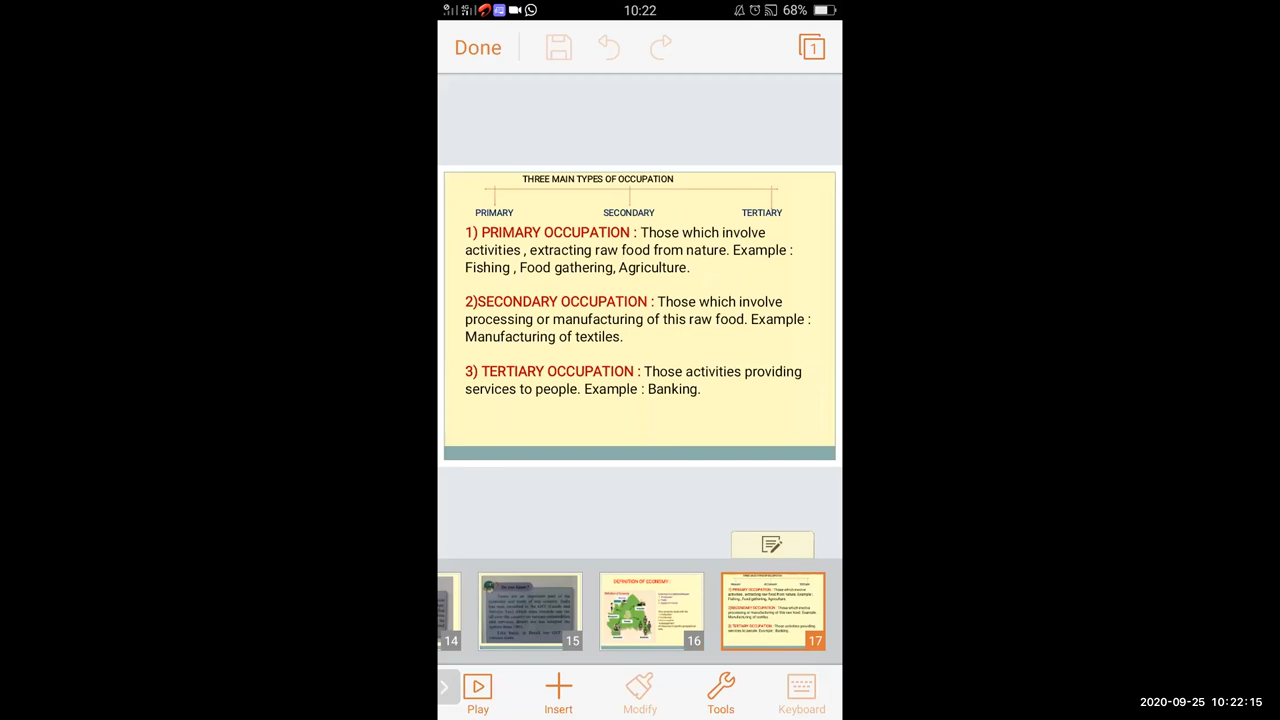 10:22
68%
Done
1
THREE MAIN TYPES OF OCCUPATION
PRIMARY SECONDARY TERTIARY
1) PRIMARY OCCUPATION : Those which involve
activities , extracting raw food from nature. Example :
Fishing , Food gathering, Agriculture.
2)SECONDARY OCCUPATION : Those which involve
processing or manufacturing of this raw food. Example :
Manufacturing of textiles.
3) TERTIARY OCCUPATION : Those activities providing
services to people. Example : Banking.
DEFINITION OF ECONOMY :
14 15 16 17
Play Insert Modify Tools Keyboard
2020-09-25 10:22:15